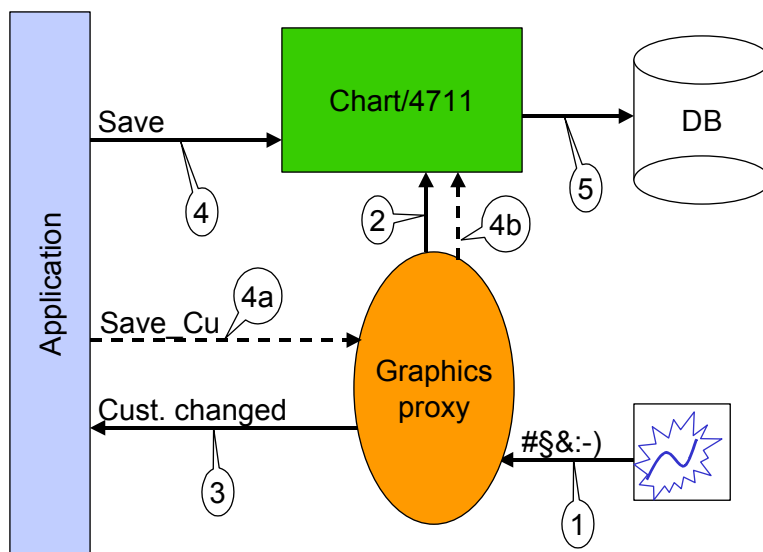 Chart/4711
DB
Save
4
5
2
4b
Application
4a
Save_Cu
Graphics
proxy
Cust. changed
3
#§&:-)
1